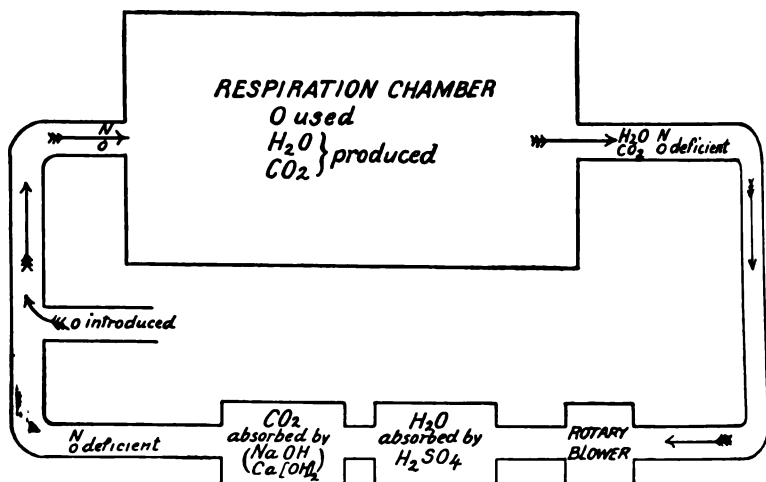 RESPIRATION CHAMBER
O used
H2O
CO2 } produced
N
O
H2O N
CO2 O deficient
O introduced
N
O deficient
CO2
absorbed by
(NaOH
Ca[OH]2)
H2O
absorbed by
H2SO4
ROTARY
BLOWER